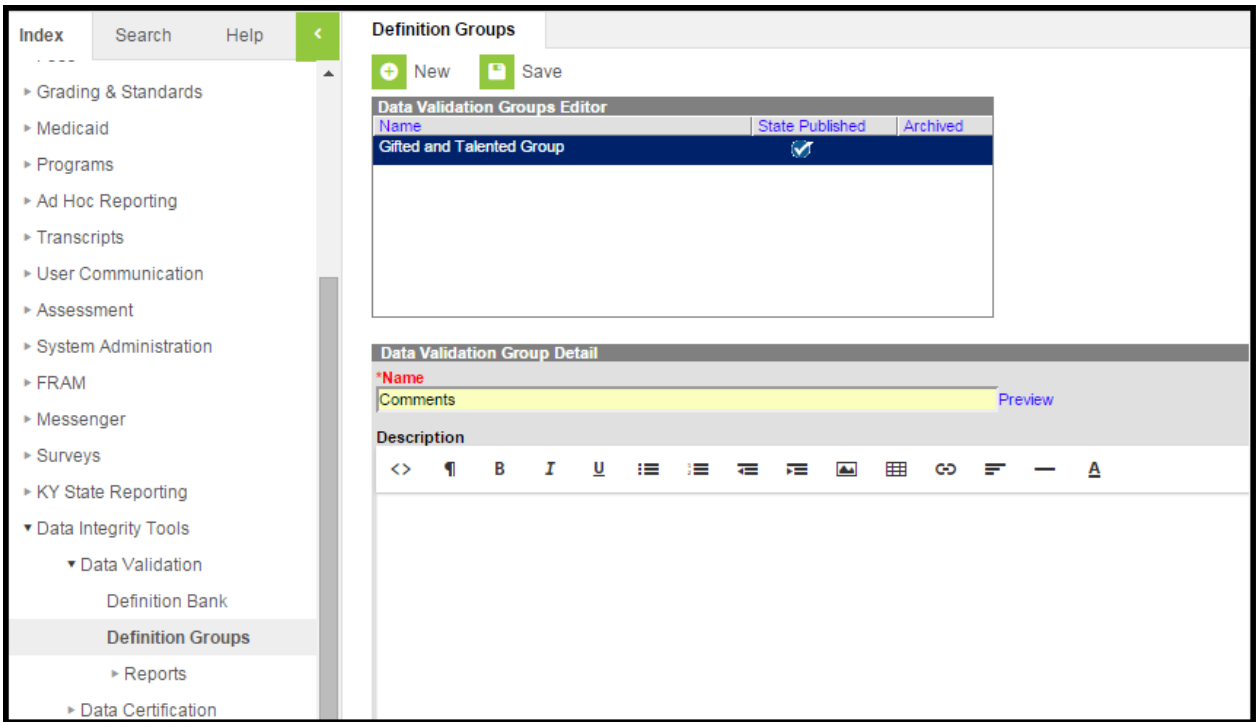 Index Search Help
Grading & Standards
Medicaid
Programs
Ad Hoc Reporting
Transcripts
User Communication
Assessment
System Administration
FRAM
Messenger
Surveys
KY State Reporting
Data Integrity Tools
Data Validation
Definition Bank
Definition Groups
Reports
Data Certification
Definition Groups
New Save
Data Validation Groups Editor
Name State Published Archived
Gifted and Talented Group
Data Validation Group Detail
*Name
Comments Preview
Description
<> ¶ B I U A